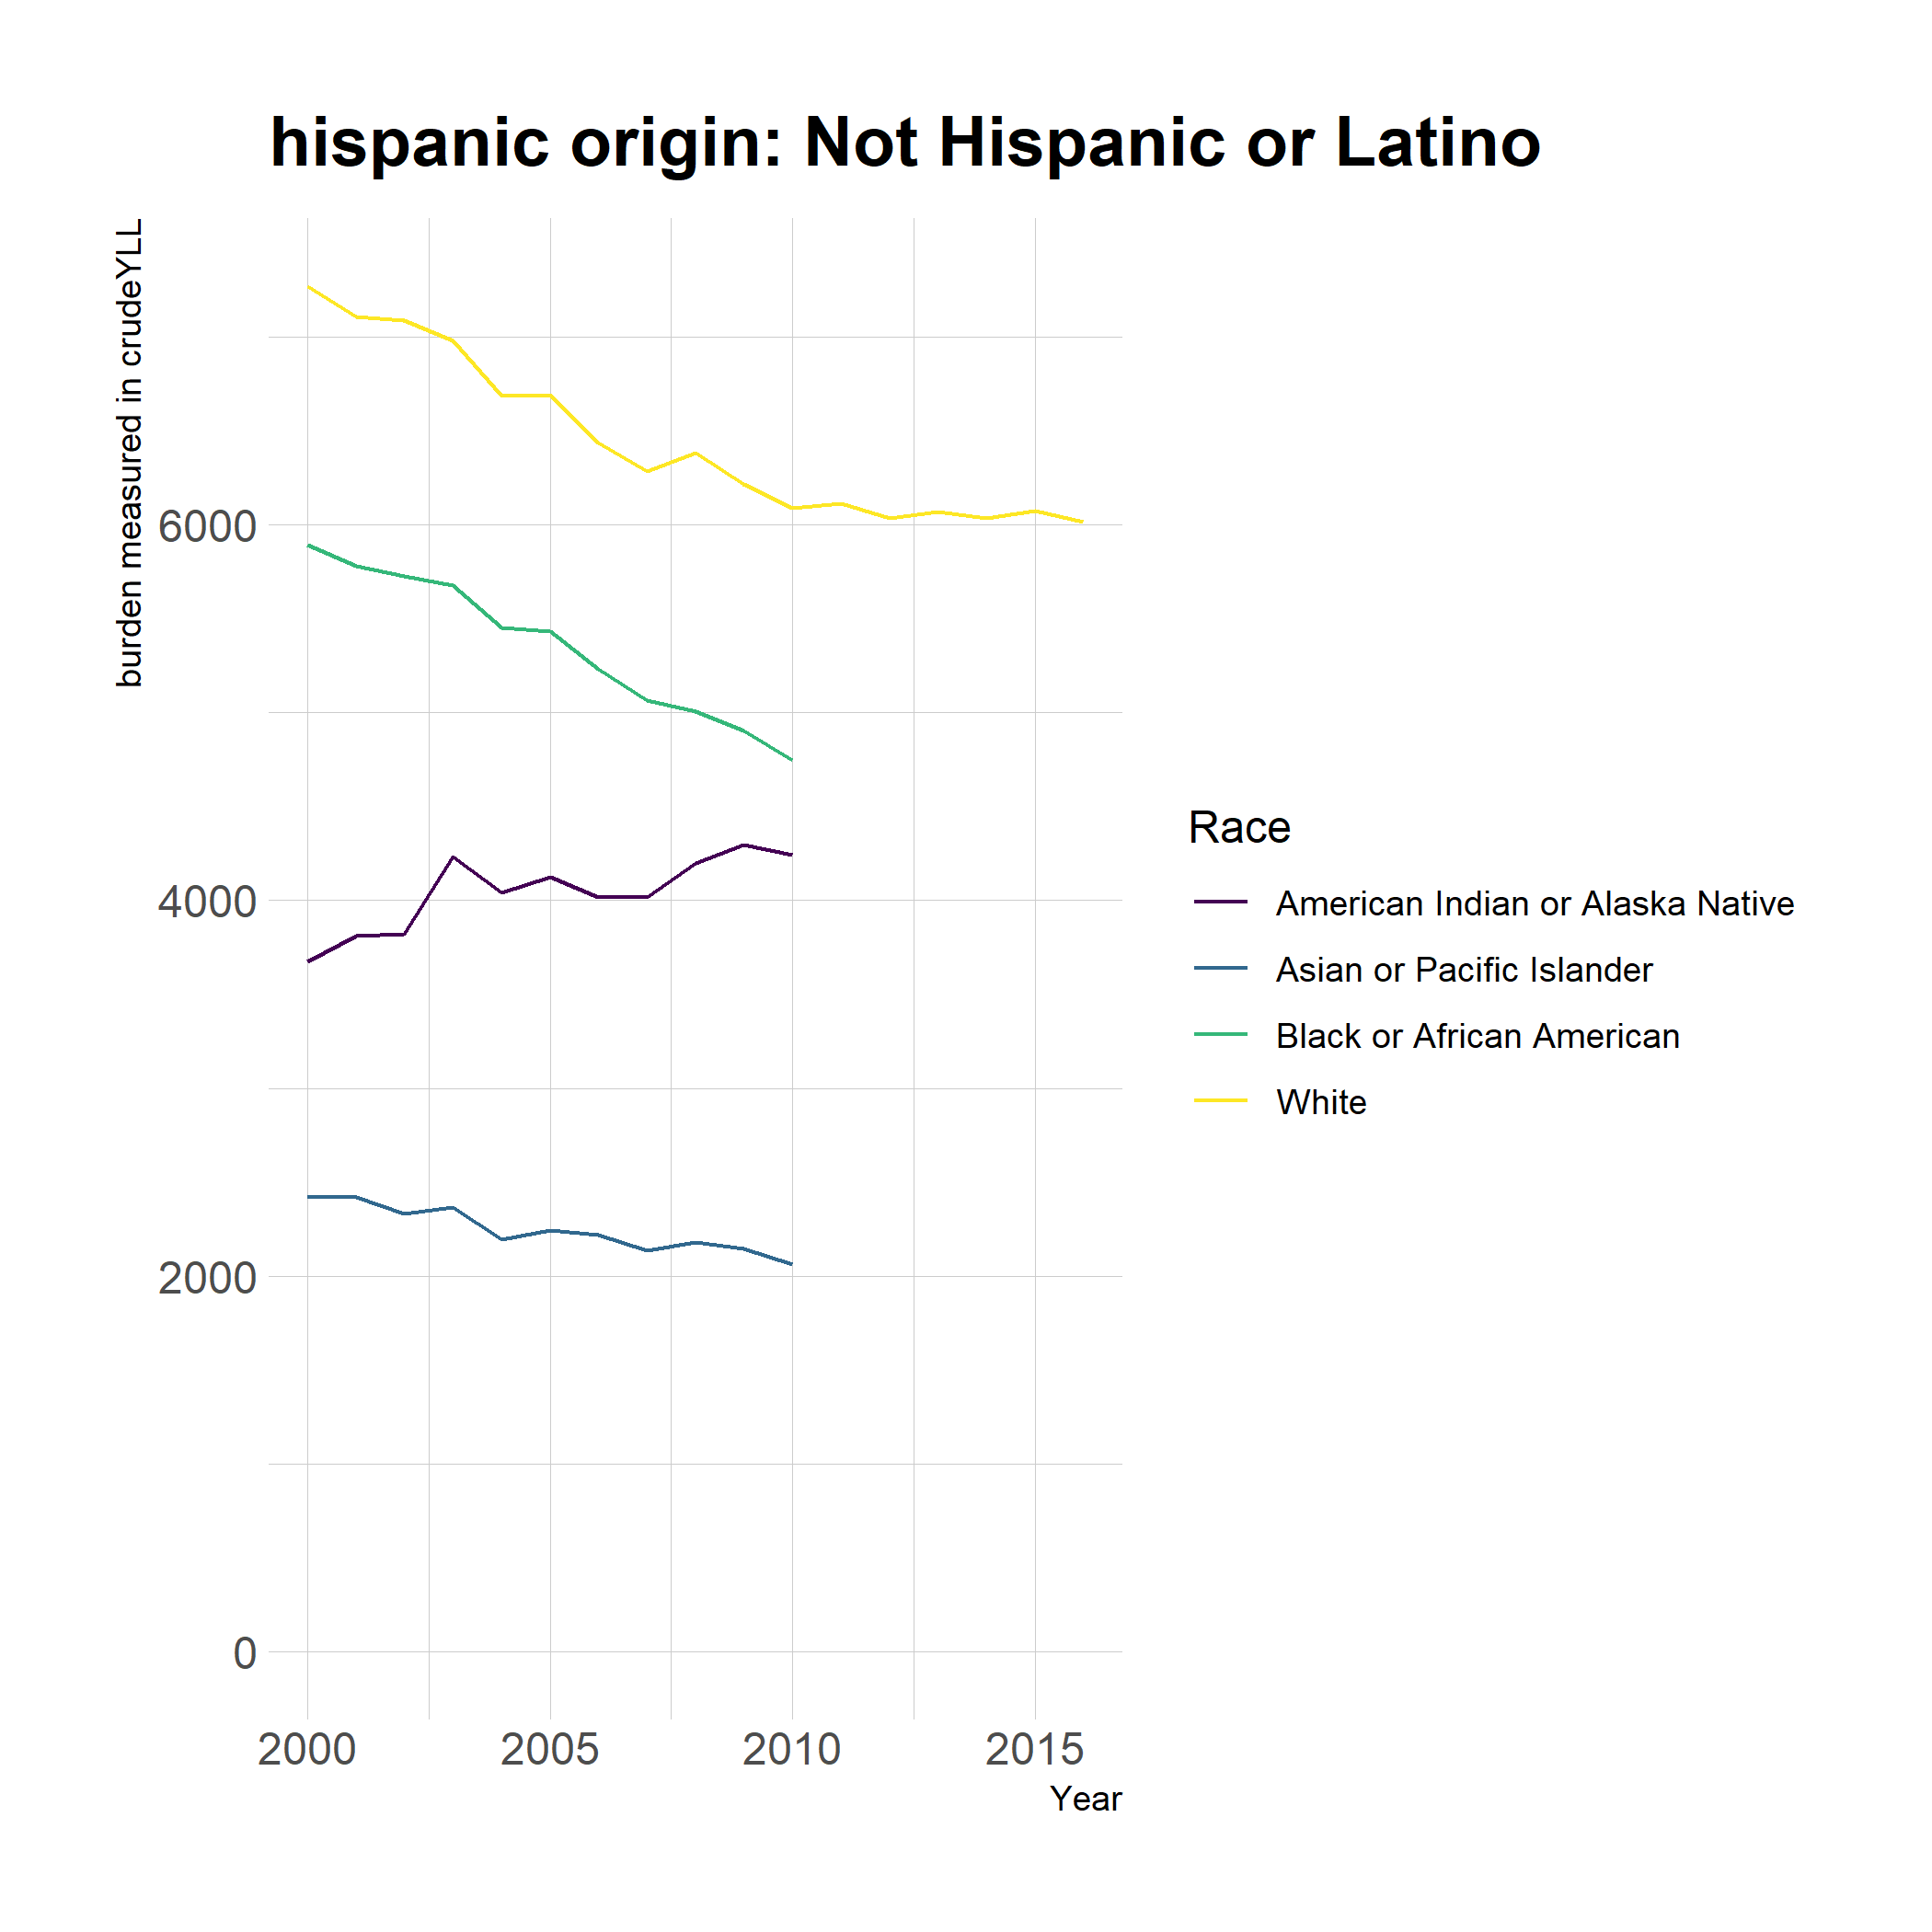 hispanic origin: Not Hispanic or Latino
burden measured in crudeYLL
6000
4000
2000
0
2000 2005 2010 2015
Year
Race
American Indian or Alaska Native
Asian or Pacific Islander
Black or African American
White